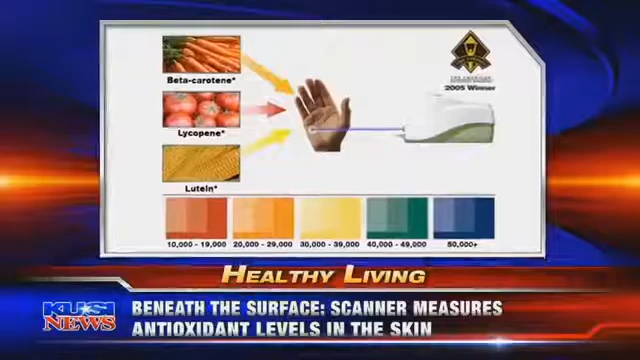 Beta-carotene*
Lycopene*
Lutein*
2005 Winner
10,000 - 19,000
20,000 - 29,000
30,000 - 39,000
40,000 - 49,000
50,000+
HEALTHY LIVING
KUSI
NEWS
BENEATH THE SURFACE: SCANNER MEASURES
ANTIOXIDANT LEVELS IN THE SKIN